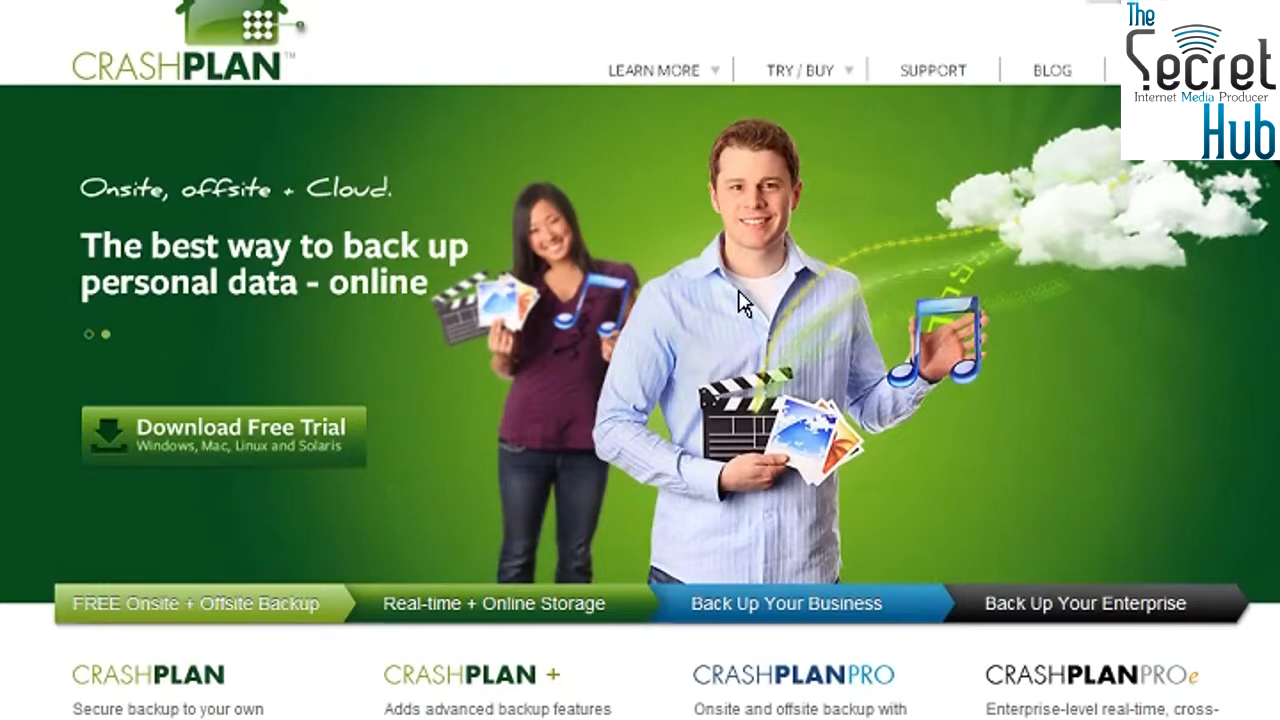 The
Secret
Internet Media Producer
Hub
CRASHPLAN™
LEARN MORE
TRY / BUY
SUPPORT
BLOG
Onsite, offsite + Cloud.
The best way to back up
personal data - online
Download Free Trial
Windows, Mac, Linux and Solaris
FREE Onsite + Offsite Backup
Real-time + Online Storage
Back Up Your Business
Back Up Your Enterprise
CRASHPLAN
CRASHPLAN +
CRASHPLANPRO
CRASHPLANPROe
Secure backup to your own
Adds advanced backup features
Onsite and offsite backup with
Enterprise-level real-time, cross-